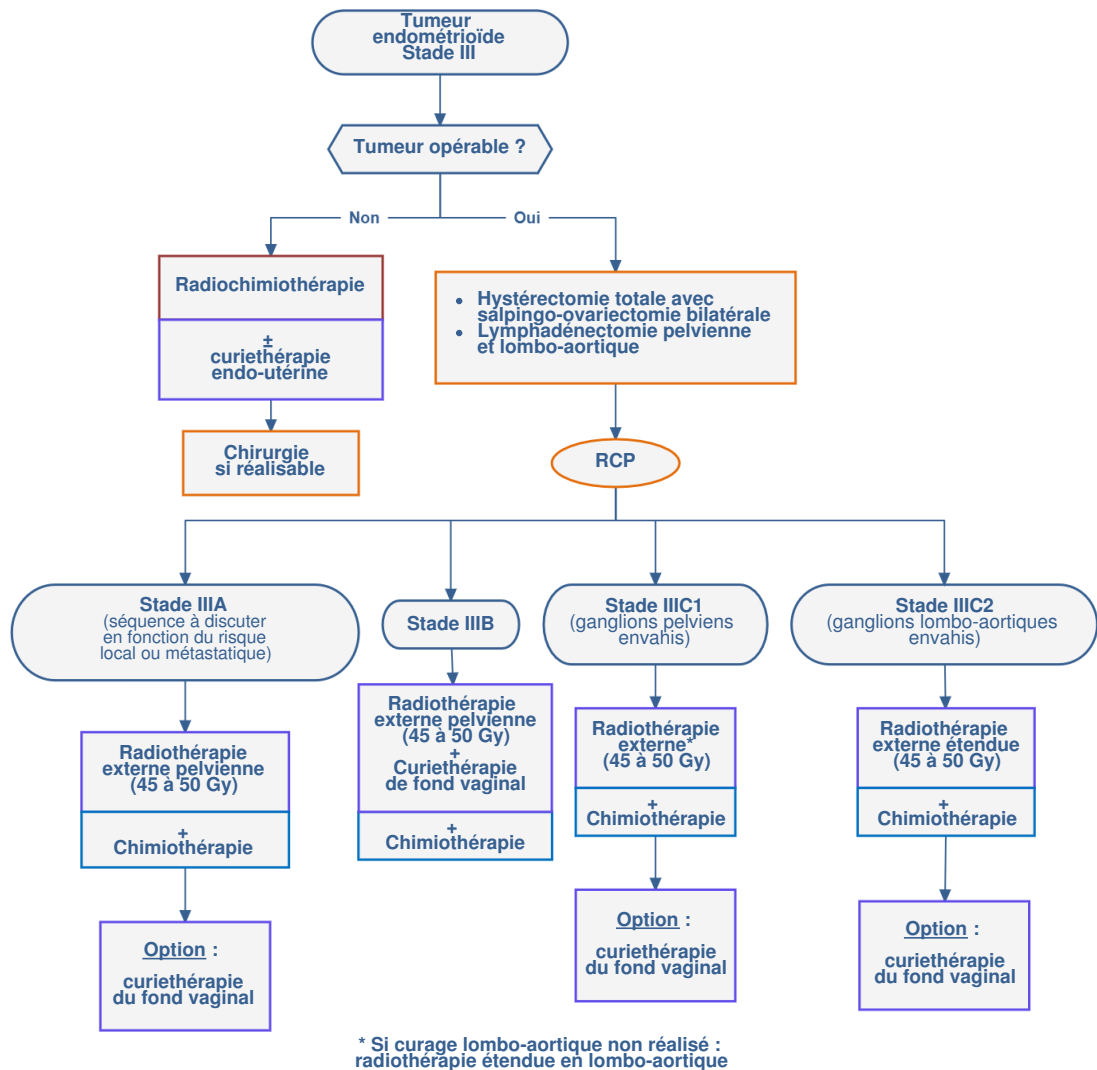 Tumeur
endométrioïde
Stade III
Tumeur opérable ?
Non
Oui
Radiochimiothérapie
±
curiethérapie
endo-utérine
Chirurgie
si réalisable
• Hystérectomie totale avec
salpingo-ovariectomie bilatérale
• Lymphadénectomie pelvienne
et lombo-aortique
RCP
Stade IIIA
(séquence à discuter
en fonction du risque
local ou métastatique)
Radiothérapie
externe pelvienne
(45 à 50 Gy)
+
Chimiothérapie
Option :
curiethérapie
du fond vaginal
Stade IIIB
Radiothérapie
externe pelvienne
(45 à 50 Gy)
+
Curiethérapie
de fond vaginal
+
Chimiothérapie
Stade IIIC1
(ganglions pelviens
envahis)
Radiothérapie
externe*
(45 à 50 Gy)
+
Chimiothérapie
Option :
curiethérapie
du fond vaginal
Stade IIIC2
(ganglions lombo-aortiques
envahis)
Radiothérapie
externe étendue
(45 à 50 Gy)
+
Chimiothérapie
Option :
curiethérapie
du fond vaginal
* Si curage lombo-aortique non réalisé :
radiothérapie étendue en lombo-aortique